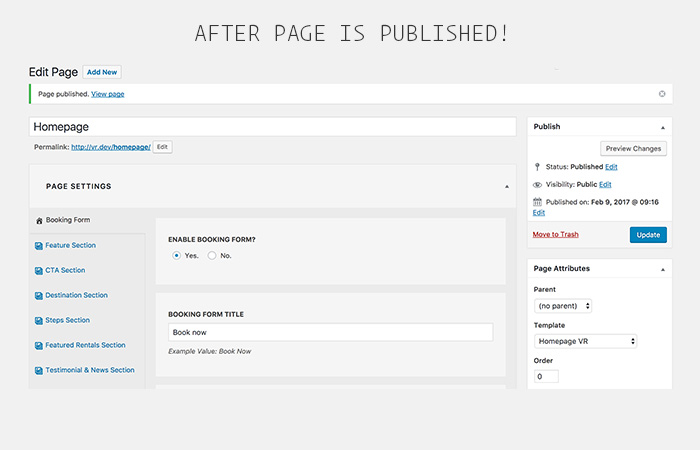 AFTER PAGE IS PUBLISHED!
Edit Page Add New
Page published. View page
Homepage
Permalink: http://vr.dev/homepage/ Edit
PAGE SETTINGS
Booking Form
Feature Section
CTA Section
Destination Section
Steps Section
Featured Rentals Section
Testimonial & News Section
ENABLE BOOKING FORM?
Yes. No.
BOOKING FORM TITLE
Book now
Example Value: Book Now
Publish
Preview Changes
Status: Published Edit
Visibility: Public Edit
Published on: Feb 9, 2017 @ 09:16
Edit
Move to Trash Update
Page Attributes
Parent
(no parent)
Template
Homepage VR
Order
0